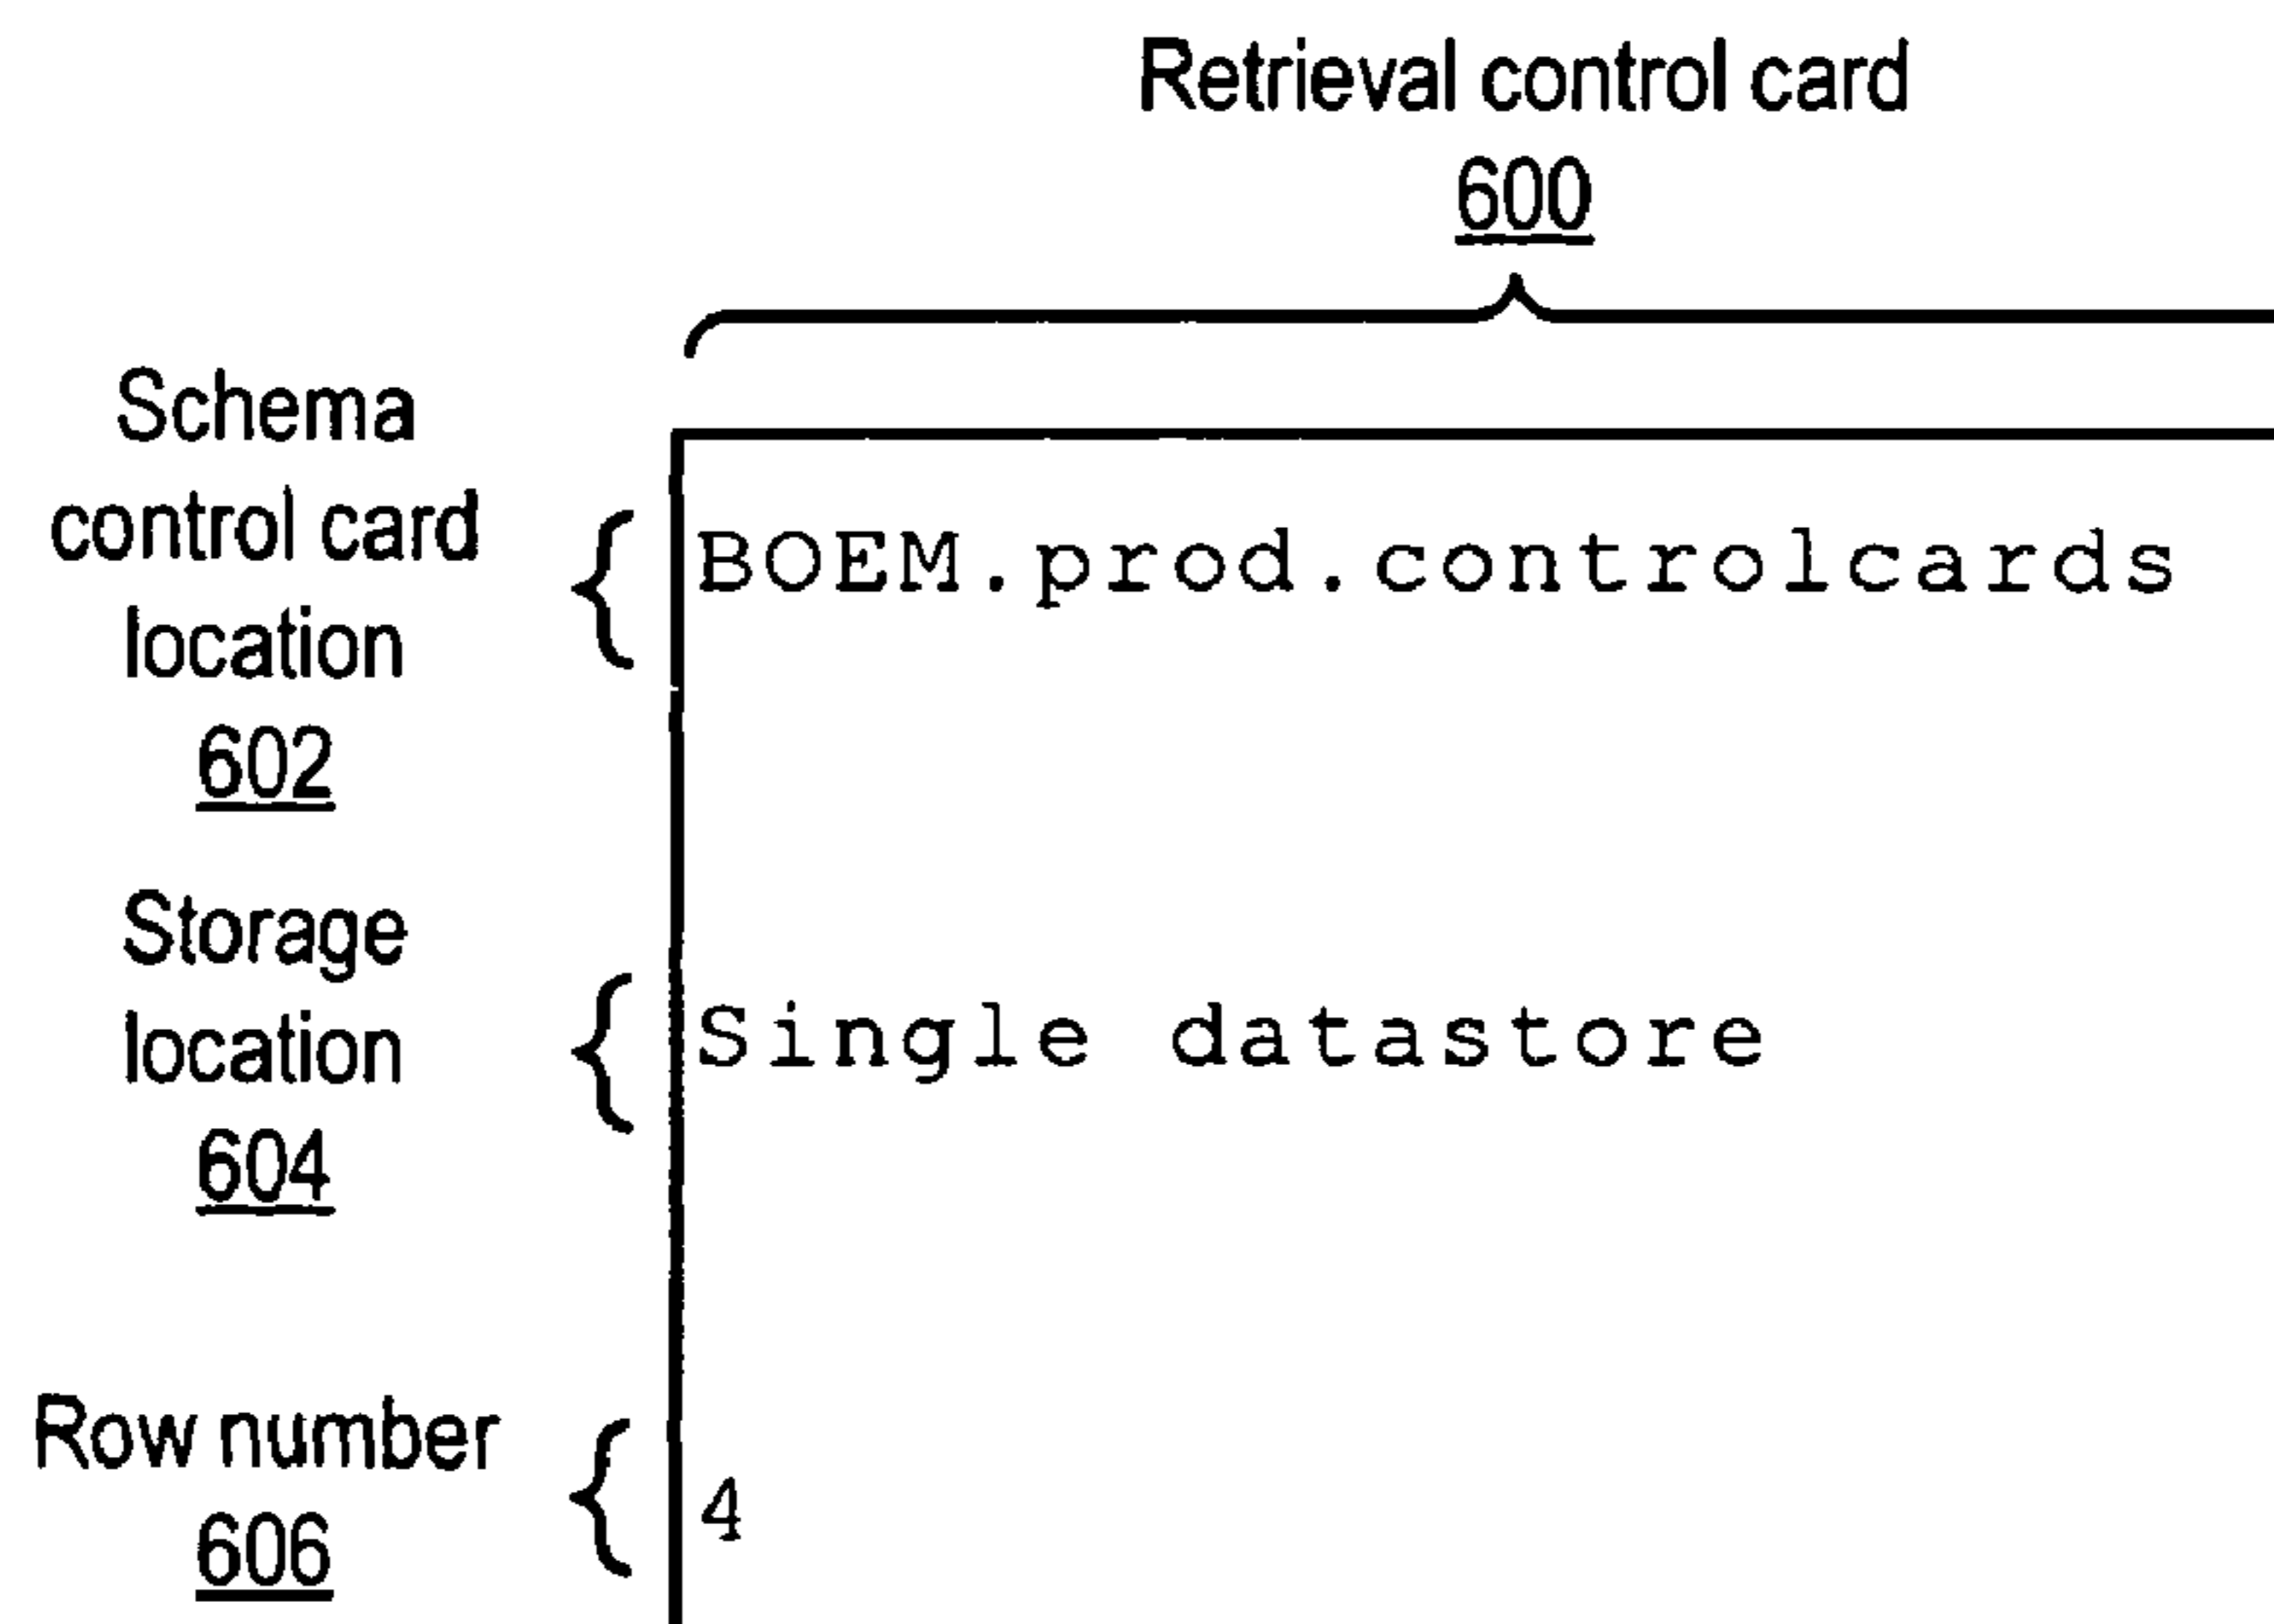 Retrieval control card
600
Schema
control card
location
602
BOEM.prod.controlcards
Storage
location
604
Single datastore
Row number
606
4